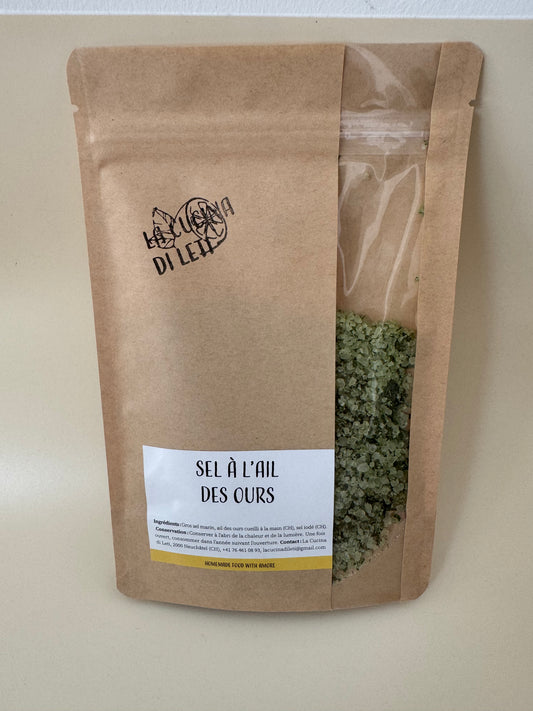 LA CUCINA
DI LETI
SEL À L'AIL
DES OURS
Ingrédients : Gros sel marin, ail des ours cueilli à la main (CH), sel iodé (CH).
Conservation : Conserver à l'abri de la chaleur et de la lumière. Une fois
ouvert, consommer dans l'année suivant l'ouverture. Contact : La Cucina
di Leti, 2000 Neuchâtel (CH), +41 76 461 08 93, lacucinadileti@gmail.com
HOMEMADE FOOD WITH AMORE